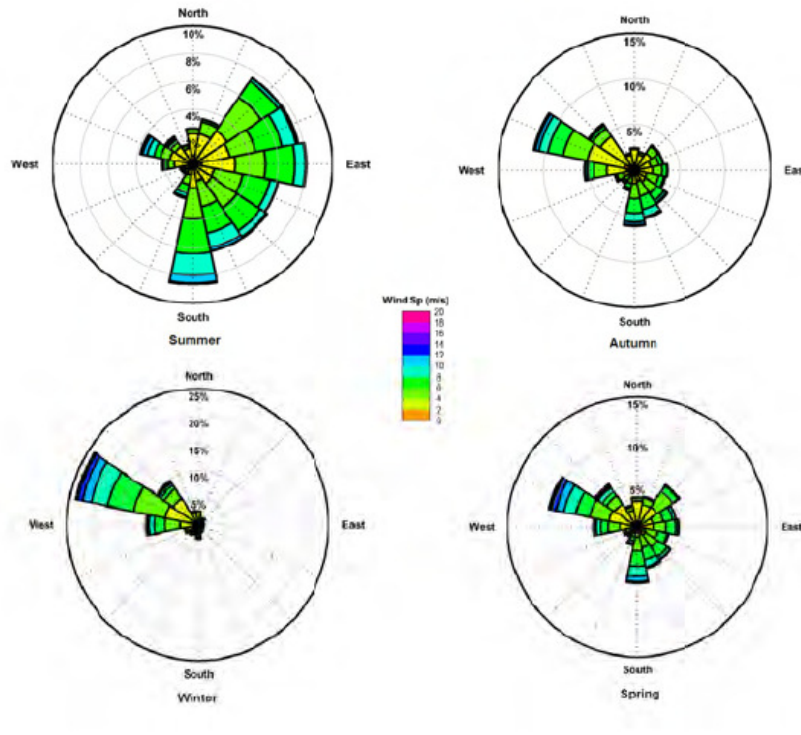 North
10%
8%
6%
4%
West
East
South
Summer
North
15%
10%
5%
West
Eas
South
Autumn
Wind Sp (m/s)
20
18
16
14
12
10
8
6
4
2
0
North
25%
20%
15%
10%
5%
West
East
South
Winter
North
15%
10%
5%
West
Eas
South
Spring